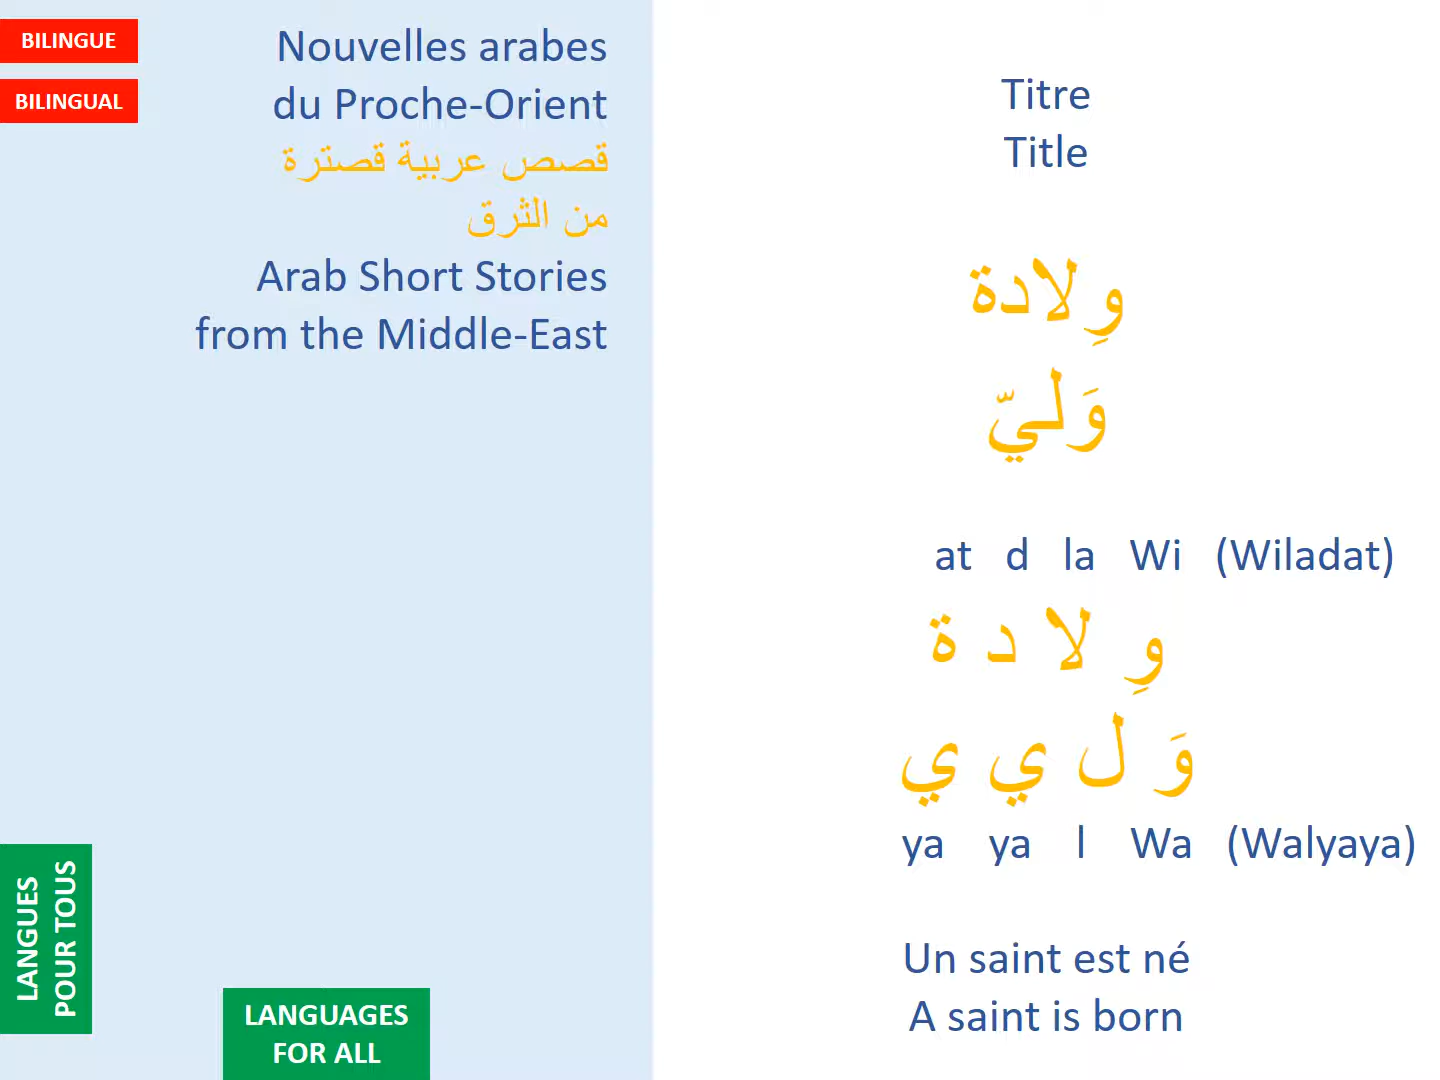 BILINGUE
BILINGUAL
Nouvelles arabes
du Proche-Orient
قصص عربية قصترة
من الثرق
Arab Short Stories
from the Middle-East
LANGUES
POUR TOUS
LANGUAGES
FOR ALL
Titre
Title
وِلادة
وَليّ
at d la Wi (Wiladat)
وِ لا د ة
وَ ل ي ي
ya ya l Wa (Walyaya)
Un saint est né
A saint is born